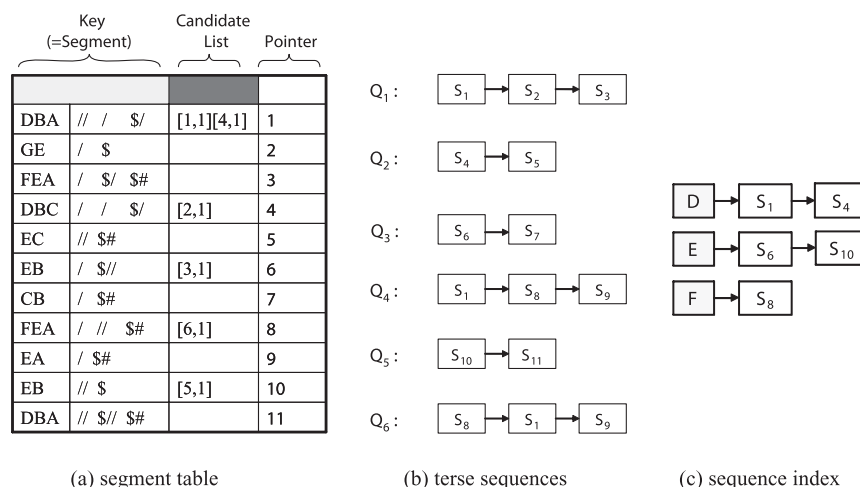 Key
(=Segment)
Candidate
List
Pointer
DBA // / $/ [1,1][4,1] 1
GE / $ 2
FEA / $/ $# 3
DBC / / $/ [2,1] 4
EC // $# 5
EB / $// [3,1] 6
CB / $# 7
FEA / // $# [6,1] 8
EA / $# 9
EB // $ [5,1] 10
DBA // $// $# 11
(a) segment table
Q1 : S1 S2 S3
Q2 : S4 S5
Q3 : S6 S7
Q4 : S1 S8 S9
Q5 : S10 S11
Q6 : S8 S1 S9
(b) terse sequences
D S1 S4
E S6 S10
F S8
(c) sequence index